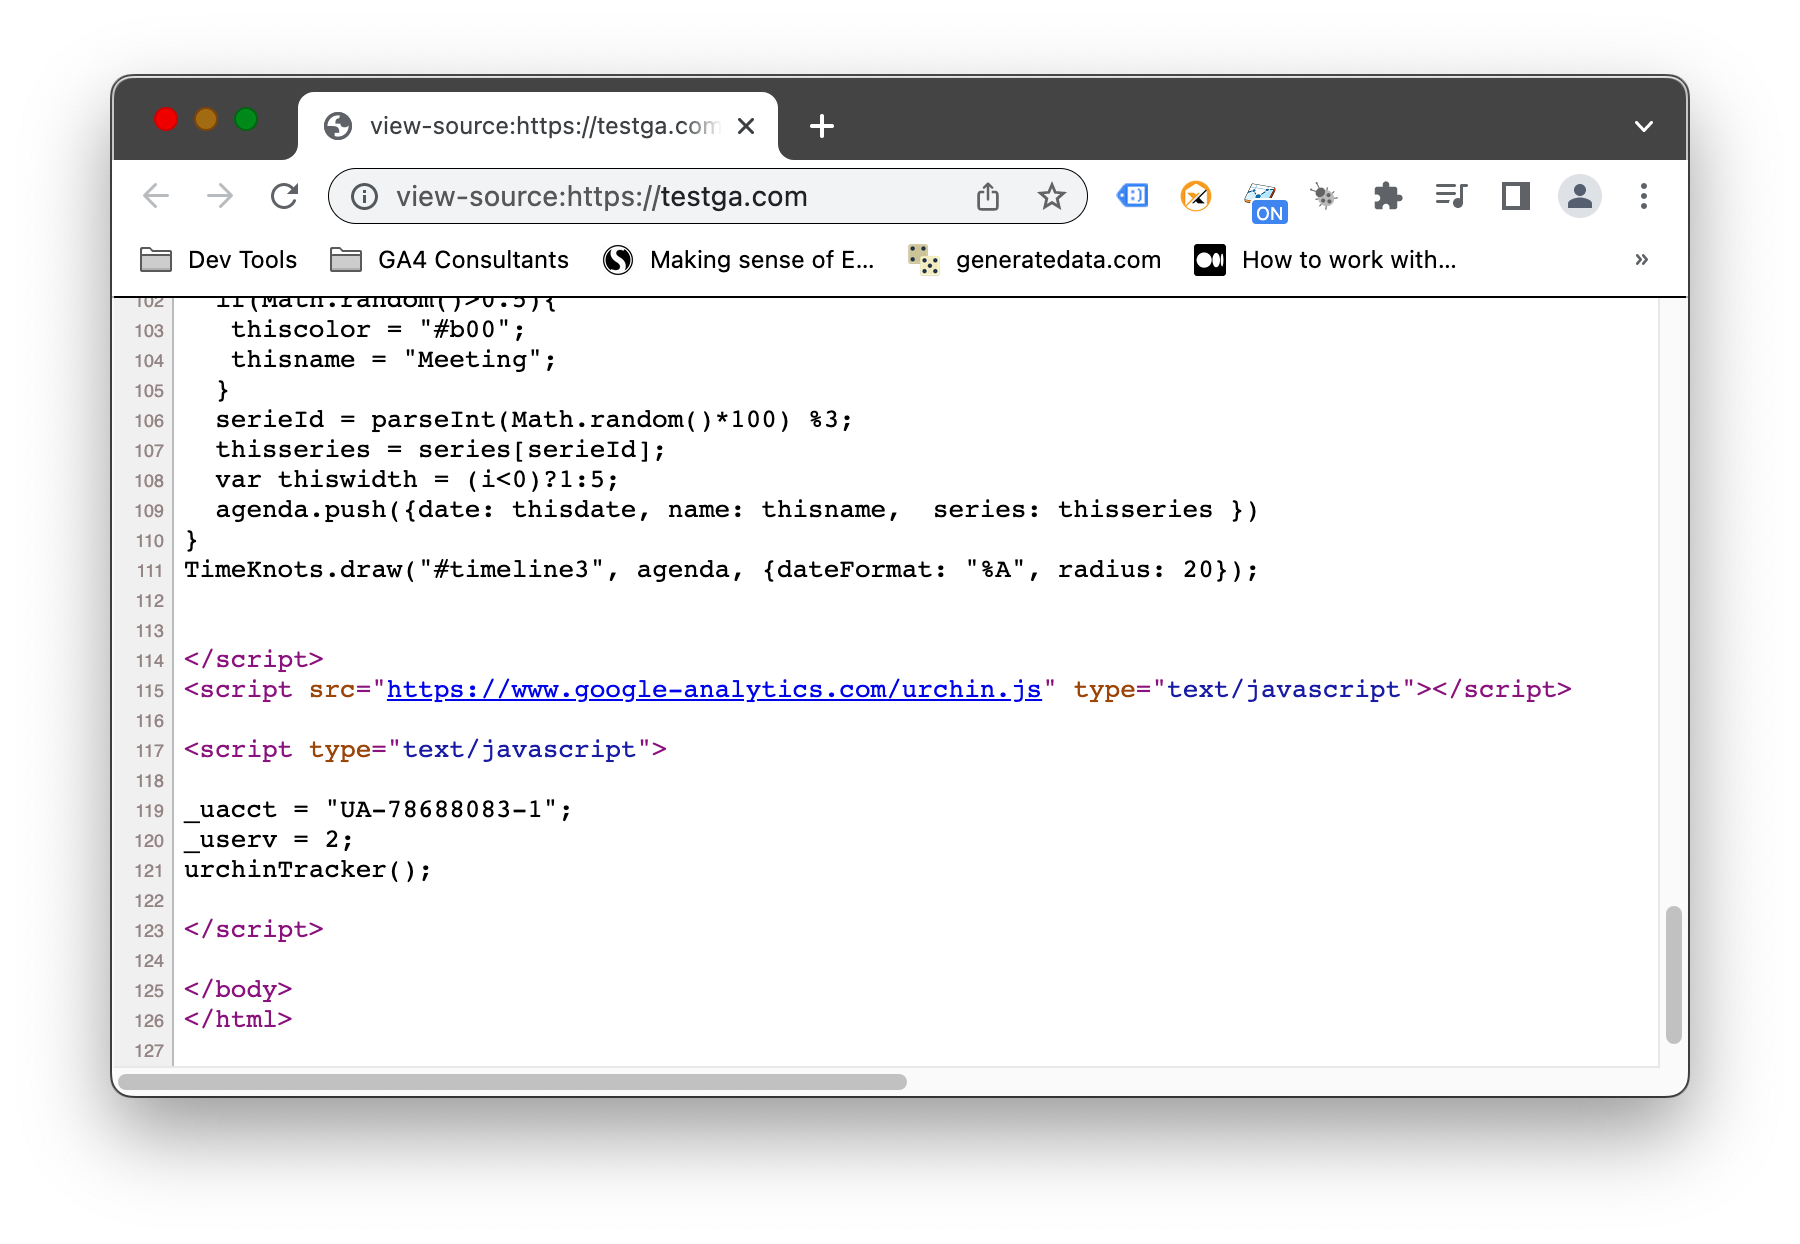 view-source:https://testga.com
view-source:https://testga.com
ON
Dev Tools GA4 Consultants Making sense of E... generatedata.com How to work with... »
102 if(Math.random()>0.5){
103 thiscolor = "#b00";
104 thisname = "Meeting";
105 }
106 serieId = parseInt(Math.random()*100) %3;
107 thisseries = series[serieId];
108 var thiswidth = (i<0)?1:5;
109 agenda.push({date: thisdate, name: thisname,  series: thisseries })
110 }
111 TimeKnots.draw("#timeline3", agenda, {dateFormat: "%A", radius: 20});
112
113
114 </script>
115 <script src="https://www.google-analytics.com/urchin.js" type="text/javascript"></script>
116
117 <script type="text/javascript">
118
119 _uacct = "UA-78688083-1";
120 _userv = 2;
121 urchinTracker();
122
123 </script>
124
125 </body>
126 </html>
127